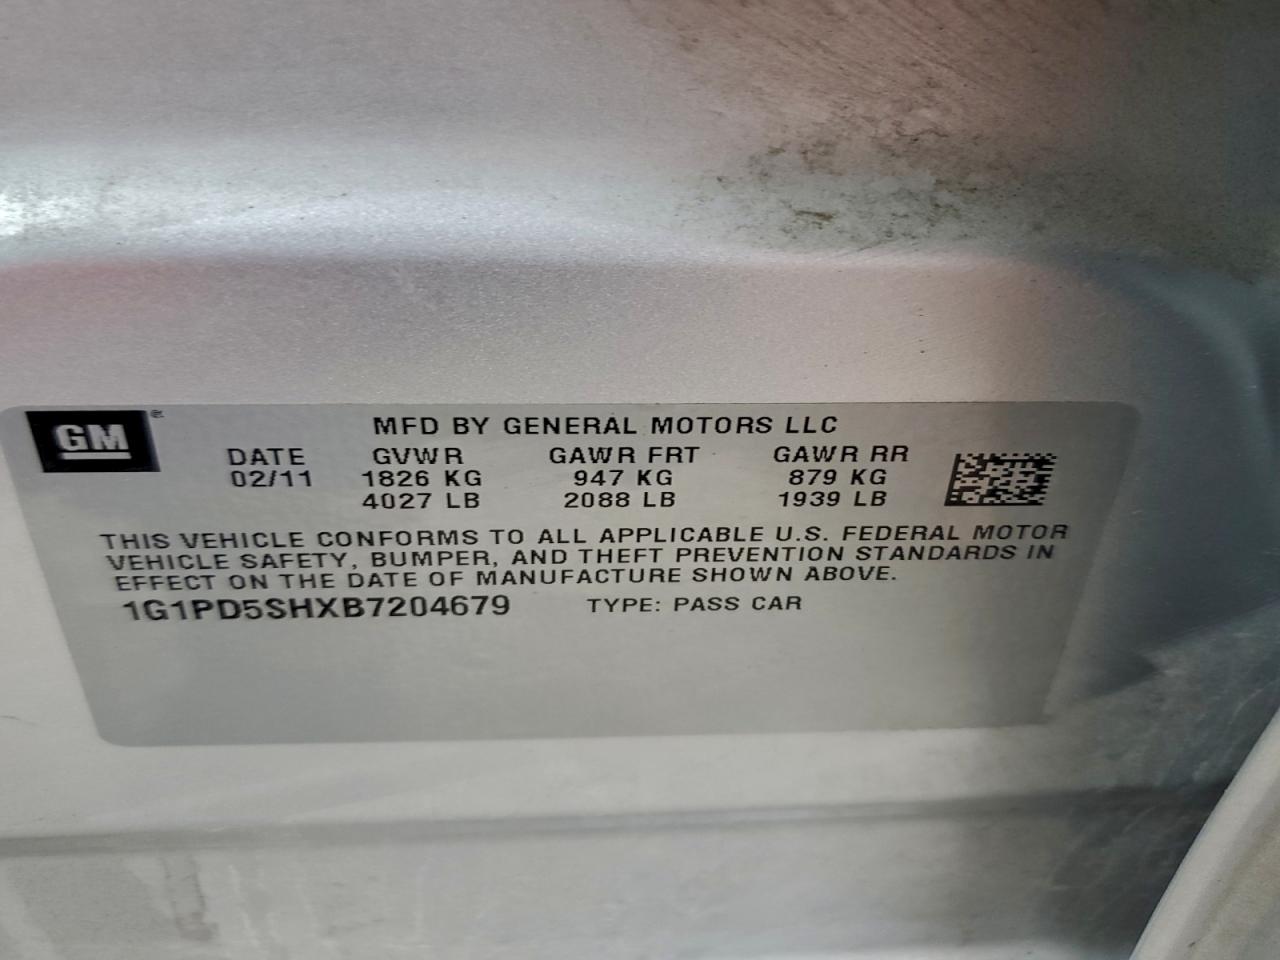 GM
MFD BY GENERAL MOTORS LLC
DATE GVWR GAWR FRT GAWR RR
02/11 1826 KG 947 KG 879 KG
4027 LB 2088 LB 1939 LB
THIS VEHICLE CONFORMS TO ALL APPLICABLE U.S. FEDERAL MOTOR
VEHICLE SAFETY, BUMPER, AND THEFT PREVENTION STANDARDS IN
EFFECT ON THE DATE OF MANUFACTURE SHOWN ABOVE.
1G1PD5SHXB7204679 TYPE: PASS CAR